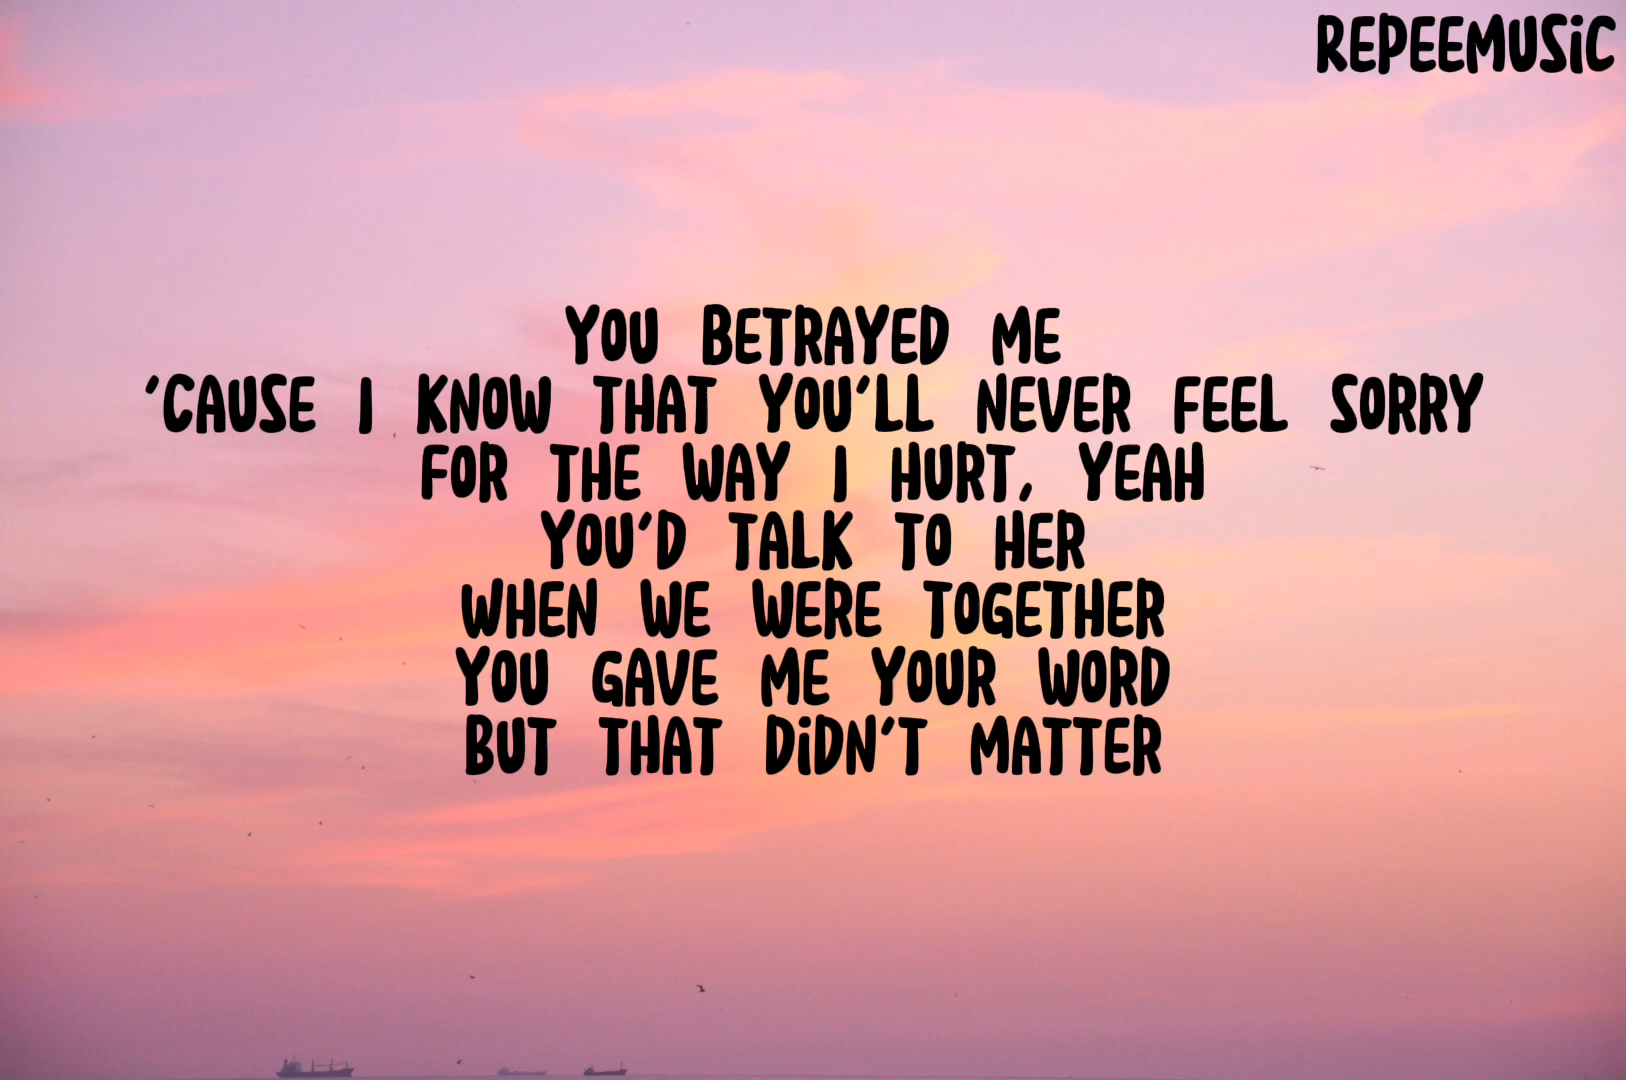 REPEEMUSiC
YOU BETRAYED ME
'CAUSE I KNOW THAT YOU'LL NEVER FEEL SORRY
FOR THE WAY I HURT, YEAH
YOU'D TALK TO HER
WHEN WE WERE TOGETHER
YOU GAVE ME YOUR WORD
BUT THAT DiDN'T MATTER